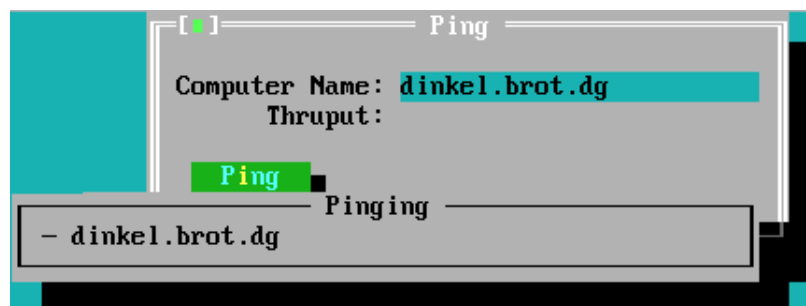 [■] Ping
Computer Name: dinkel.brot.dg
Thruput:
Ping
Pinging
– dinkel.brot.dg